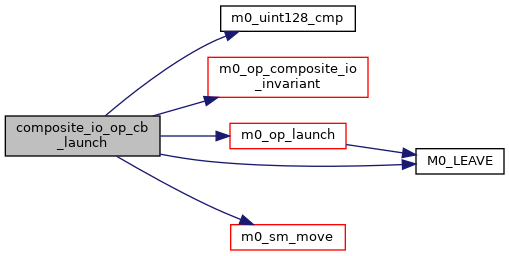 m0_uint128_cmp
m0_op_composite_io
_invariant
composite_io_op_cb
_launch
m0_op_launch
M0_LEAVE
m0_sm_move